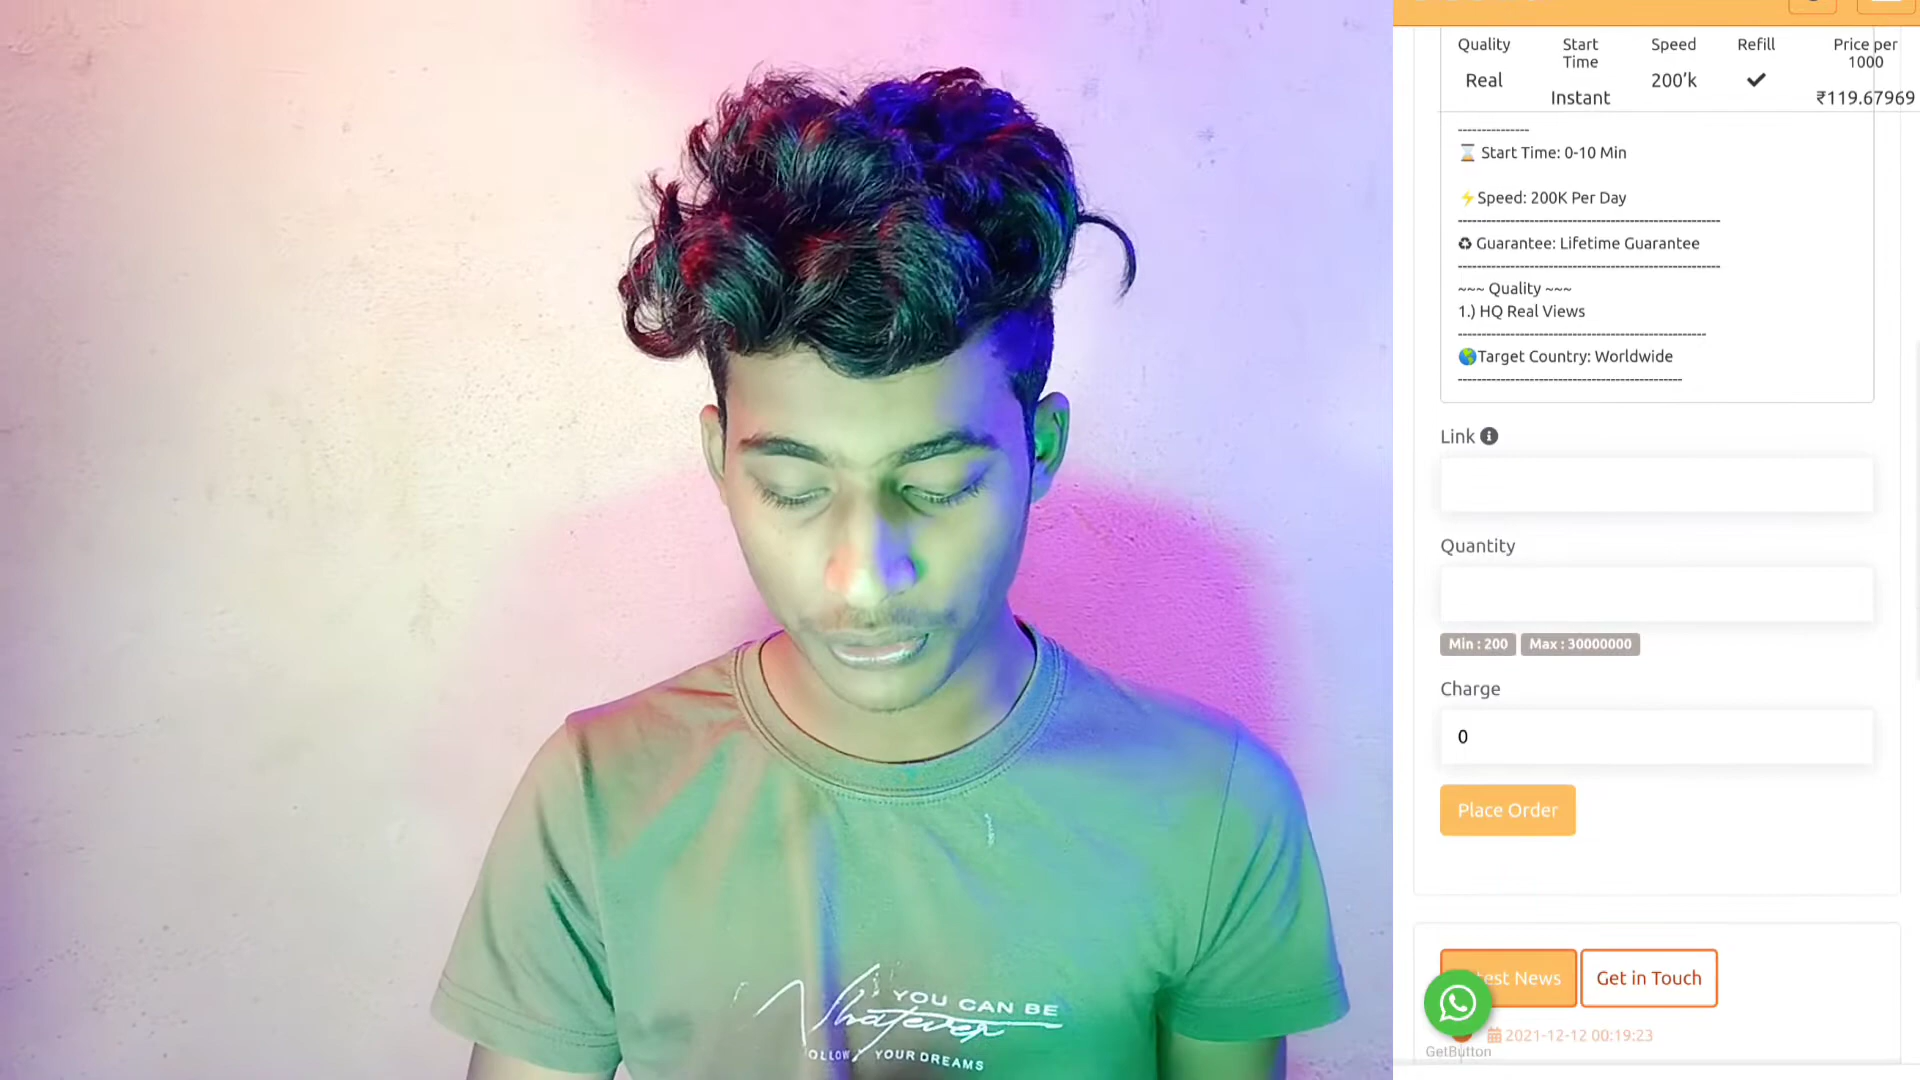 Quality
Start Time
Speed
Refill
Price per 1000
Real
Instant
200’k
₹119.67969
---------------
⌛ Start Time: 0-10 Min
⚡Speed: 200K Per Day
-------------------------------------------------------
♻ Guarantee: Lifetime Guarantee
-------------------------------------------------------
~~~ Quality ~~~
1.) HQ Real Views
----------------------------------------------------
🌎Target Country: Worldwide
-----------------------------------------------
Link
Quantity
Min : 200 Max : 30000000
Charge
0
Place Order
Get in Touch
2021-12-12 00:19:23
GetButton
YOU CAN BE
Whatever
YOUR DREAMS